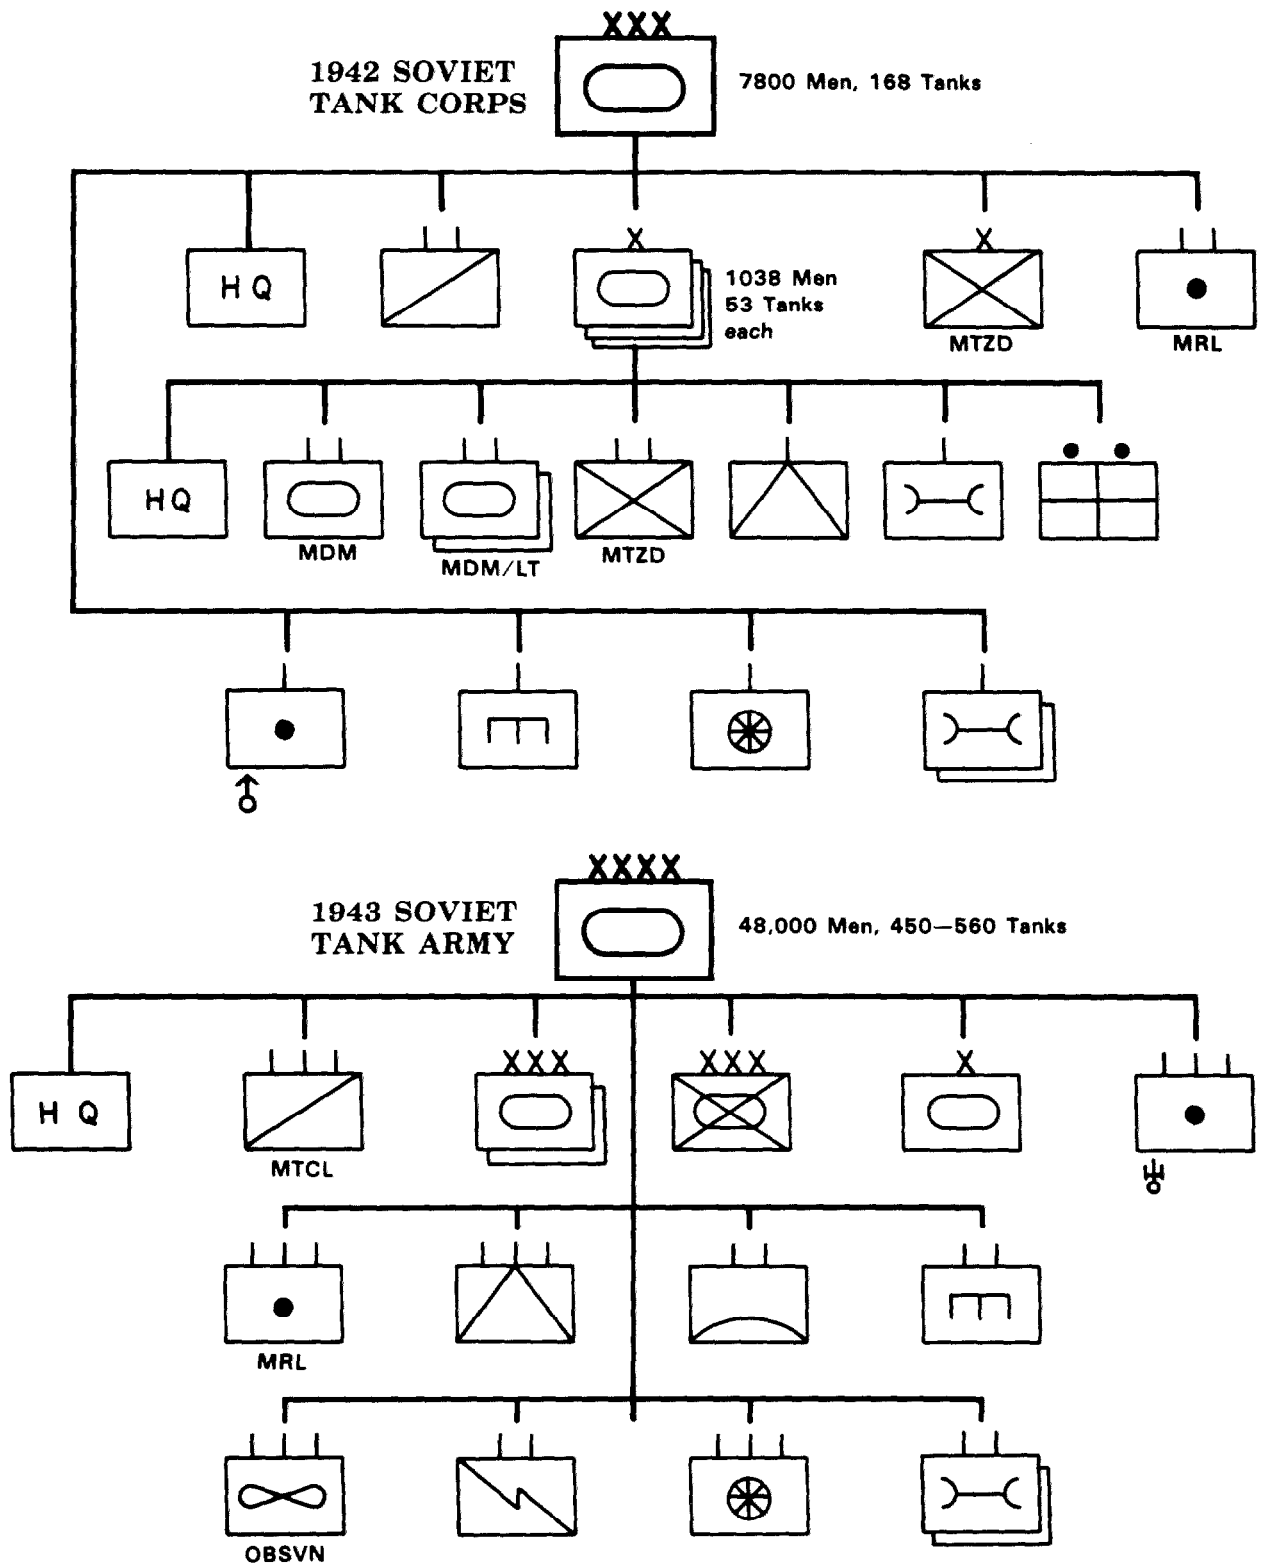 XXX
1942 SOVIET
TANK CORPS
7800 Men, 168 Tanks
HQ
X
1038 Men
53 Tanks
each
X
MTZD
MRL
HQ
MDM
MDM/LT
MTZD
XXXX
1943 SOVIET
TANK ARMY
48,000 Men, 450—560 Tanks
HQ
MTCL
XXX
XXX
X
MRL
OBSVN